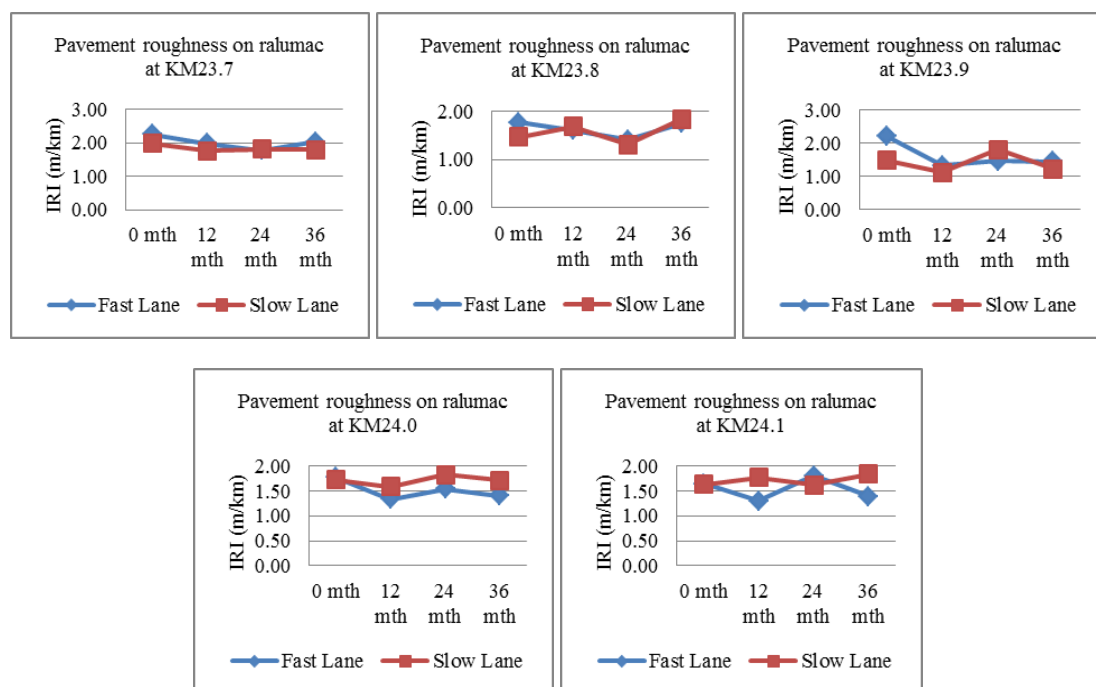 Pavement roughness on ralumac
at KM23.7
IRI (m/km)
3.00
2.00
1.00
0.00
0 mth 12 mth 24 mth 36 mth
Fast Lane Slow Lane
Pavement roughness on ralumac
at KM23.8
IRI (m/km)
2.00
1.00
0.00
0 mth 12 mth 24 mth 36 mth
Fast Lane Slow Lane
Pavement roughness on ralumac
at KM23.9
IRI (m/km)
3.00
2.00
1.00
0.00
0 mth 12 mth 24 mth 36 mth
Fast Lane Slow Lane
Pavement roughness on ralumac
at KM24.0
IRI (m/km)
2.00
1.50
1.00
0.50
0.00
0 mth 12 mth 24 mth 36 mth
Fast Lane Slow Lane
Pavement roughness on ralumac
at KM24.1
IRI (m/km)
2.00
1.50
1.00
0.50
0.00
0 mth 12 mth 24 mth 36 mth
Fast Lane Slow Lane